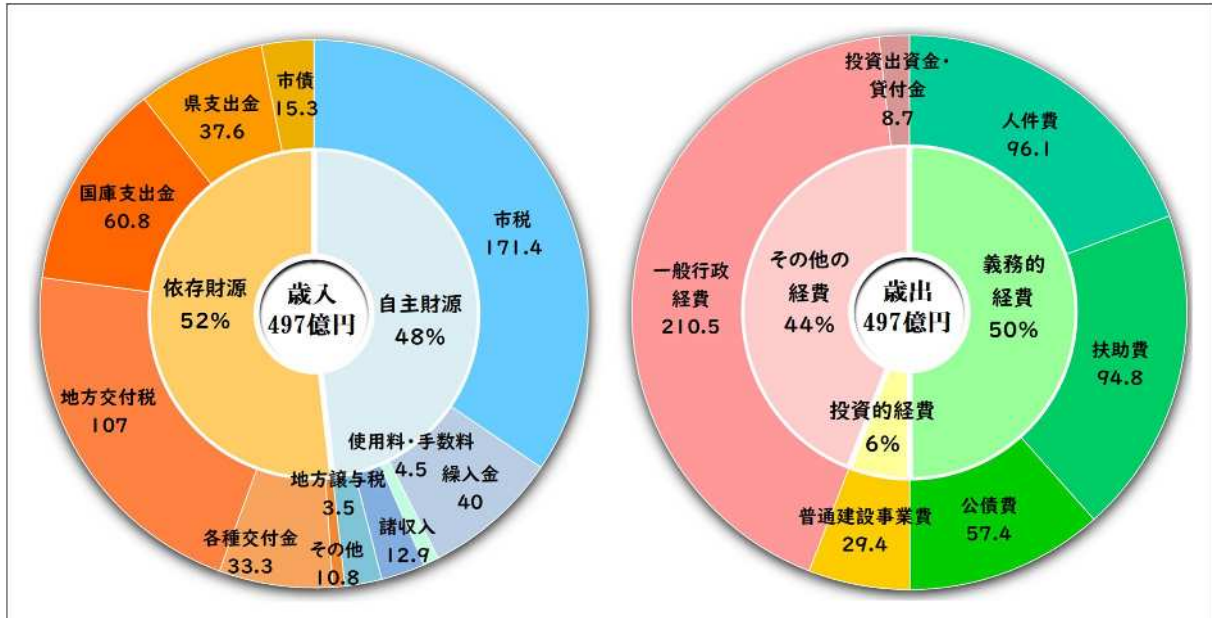 市債
15.3
県支出金
37.6
国庫支出金
60.8
地方交付税
107
各種交付金
33.3
地方譲与税
3.5
その他
10.8
諸収入
12.9
使用料・手数料
4.5
繰入金
40
市税
171.4
依存財源
52%
歳入
497億円
自主財源
48%
投資出資金・
貸付金
8.7
人件費
96.1
一般行政
経費
210.5
その他の
経費
44%
歳出
497億円
義務的
経費
50%
扶助費
94.8
投資的経費
6%
普通建設事業費
29.4
公債費
57.4